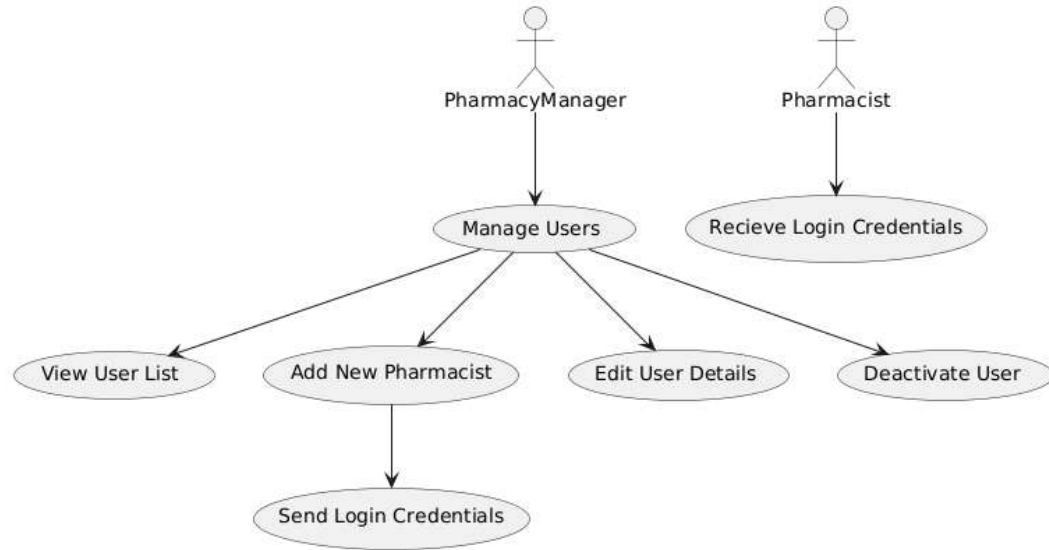 PharmacyManager
Pharmacist
Manage Users
Recieve Login Credentials
View User List
Add New Pharmacist
Edit User Details
Deactivate User
Send Login Credentials